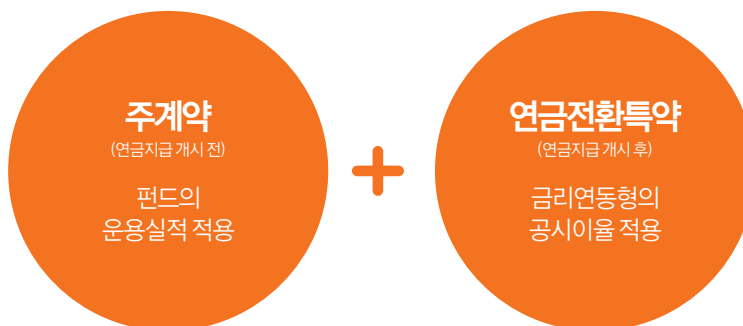 주계약
(연금지급 개시 전)
펀드의
운용실적 적용
+
연금전환특약
(연금지급 개시 후)
금리연동형의
공시이율 적용